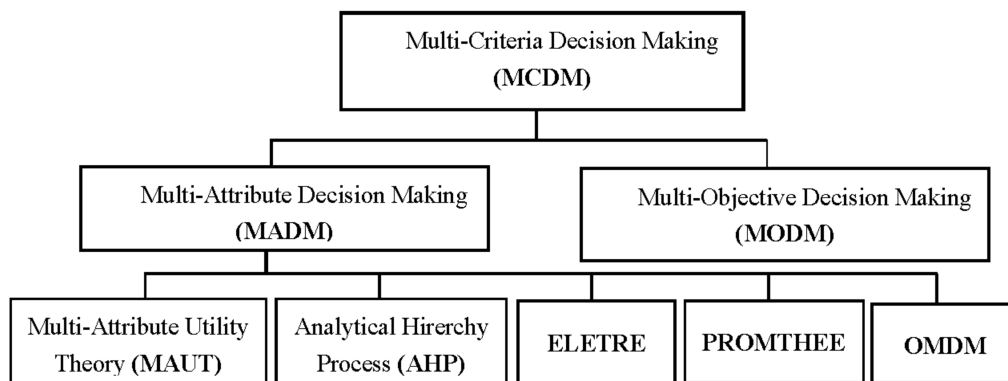 Multi-Criteria Decision Making
(MCDM)
Multi-Attribute Decision Making
(MADM)
Multi-Objective Decision Making
(MODM)
Multi-Attribute Utility
Theory (MAUT)
Analytical Hirerchy
Process (AHP)
ELETRE
PROMTHEE
OMDM